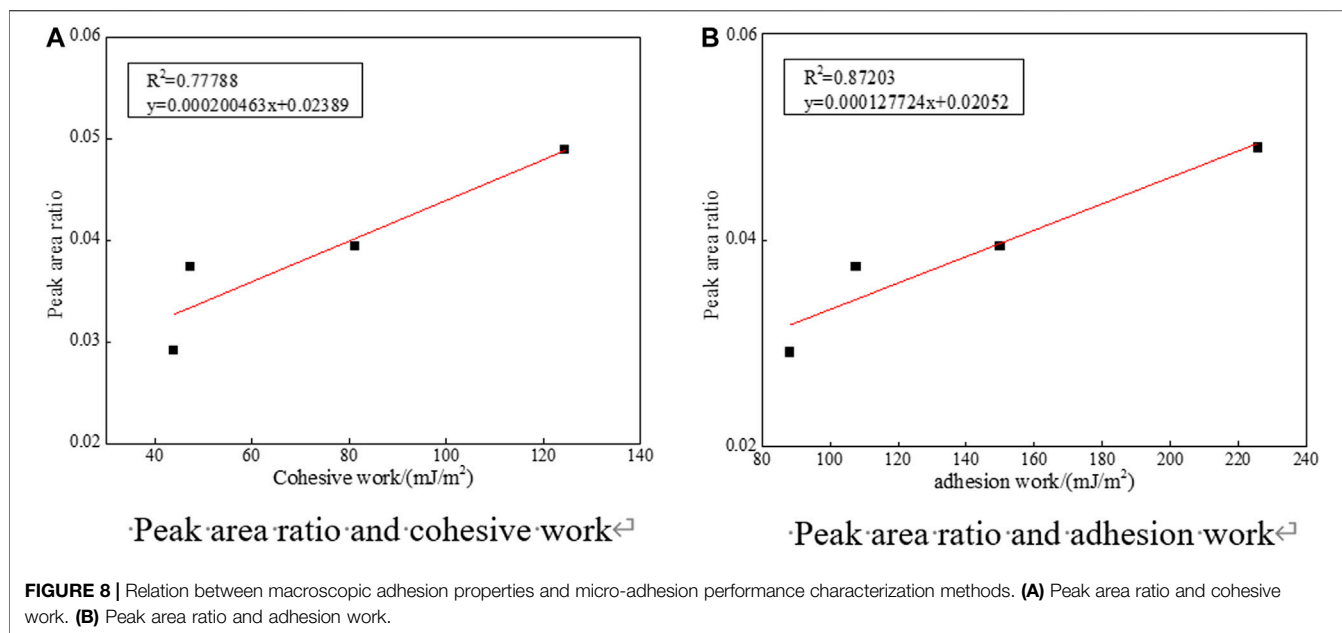 A
0.06
R²=0.77788
y=0.000200463x+0.02389
0.05
0.04
0.03
0.02
Peak area ratio
40 60 80 100 120 140
Cohesive work/(mJ/m²)
·Peak·area·ratio·and·cohesive·work↵
B
0.06
R²=0.87203
y=0.000127724x+0.02052
0.04
0.02
Peak area ratio
80 100 120 140 160 180 200 220 240
adhesion work/(mJ/m²)
·Peak·area·ratio·and·adhesion·work↵
FIGURE 8 | Relation between macroscopic adhesion properties and micro-adhesion performance characterization methods. (A) Peak area ratio and cohesive
work. (B) Peak area ratio and adhesion work.